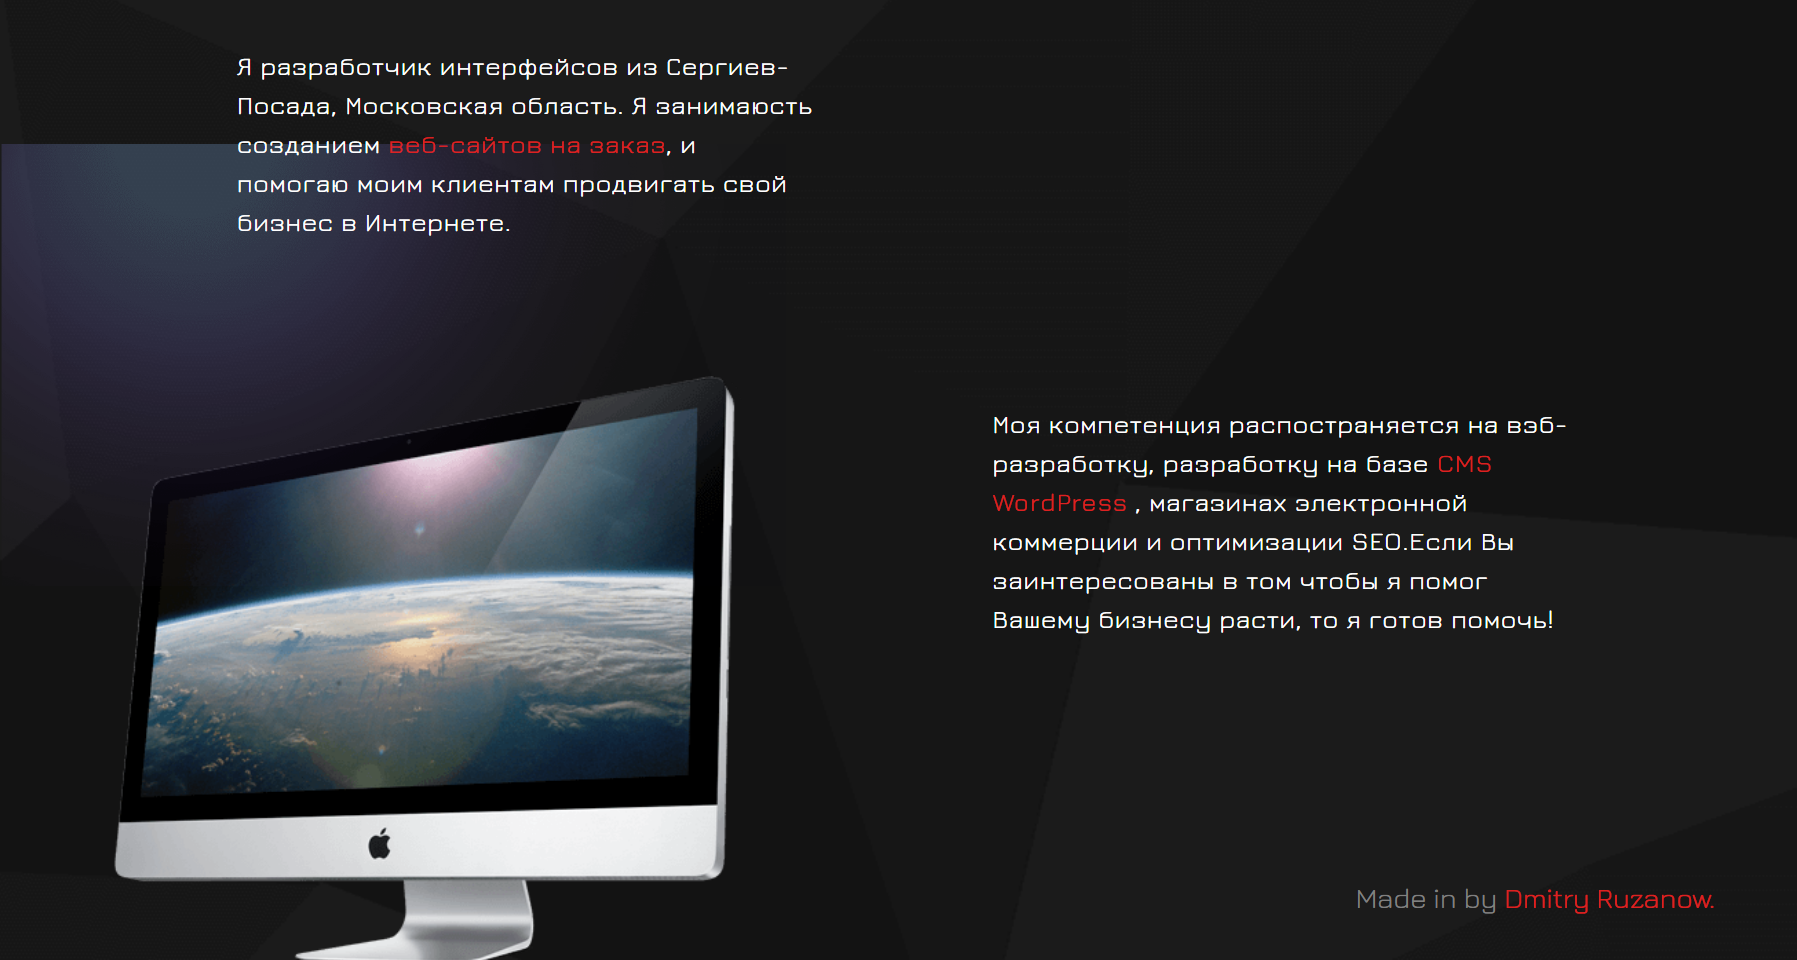 Я разработчик интерфейсов из Сергиев-
Посада, Московская область. Я занимаюсть
созданием веб-сайтов на заказ, и
помогаю моим клиентам продвигать свой
бизнес в Интернете.
Моя компетенция распостраняется на вэб-
разработку, разработку на базе CMS
WordPress , магазинах электронной
коммерции и оптимизации SEO.Если Вы
заинтересованы в том чтобы я помог
Вашему бизнесу расти, то я готов помочь!
Made in by Dmitry Ruzanow.